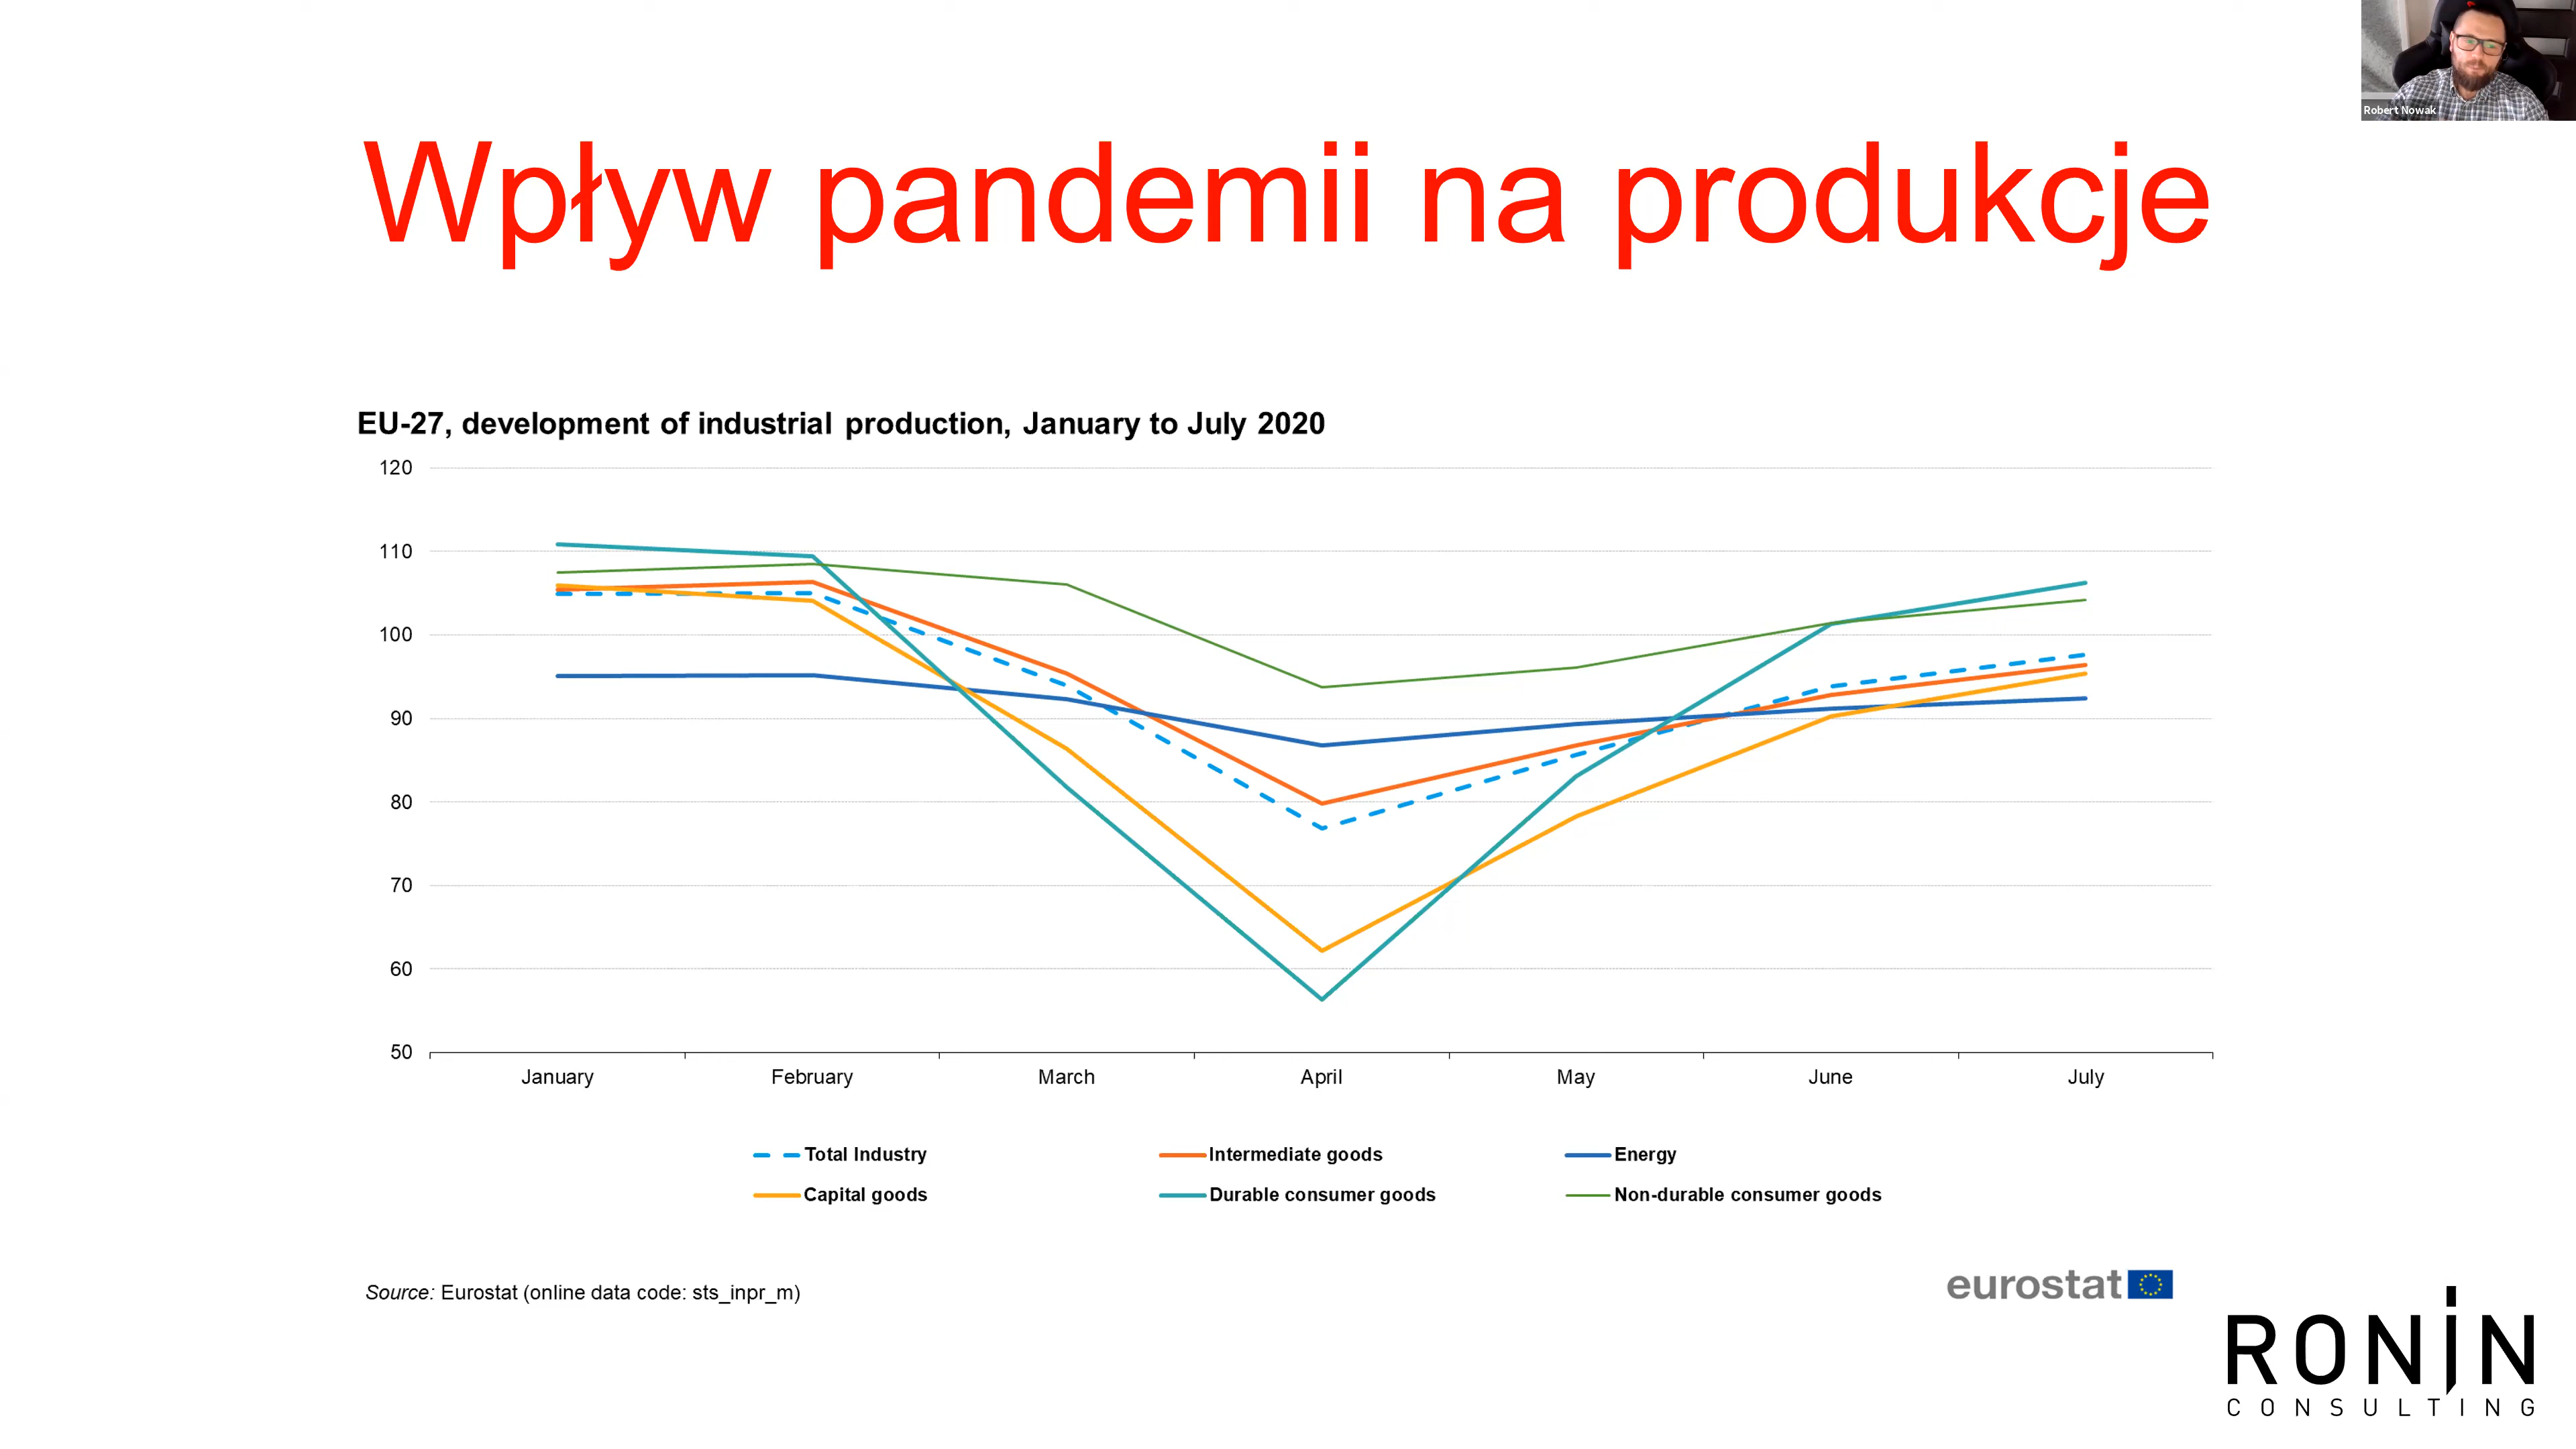 Robert Nowak
Wpływ pandemii na produkcje
EU-27, development of industrial production, January to July 2020
120
110
100
90
80
70
60
50
January February March April May June July
Total Industry Intermediate goods Energy
Capital goods Durable consumer goods Non-durable consumer goods
Source: Eurostat (online data code: sts_inpr_m)
eurostat
RONIN
CONSULTING